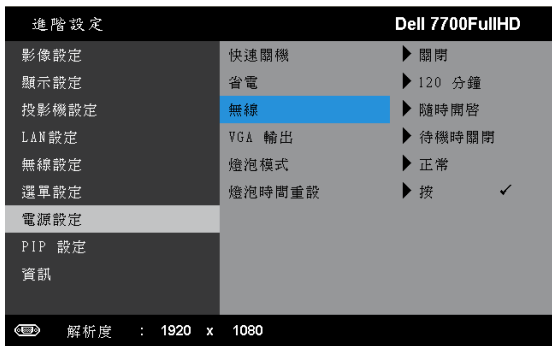 進階設定 Dell 7700FullHD
影像設定 快速關機 關閉
顯示設定 省電 120 分鐘
投影機設定 無線 隨時開啓
LAN設定 VGA 輸出 待機時關閉
無線設定 燈泡模式 正常
選單設定 燈泡時間重設 按 ✓
電源設定
PIP 設定
資訊
解析度 : 1920 x 1080